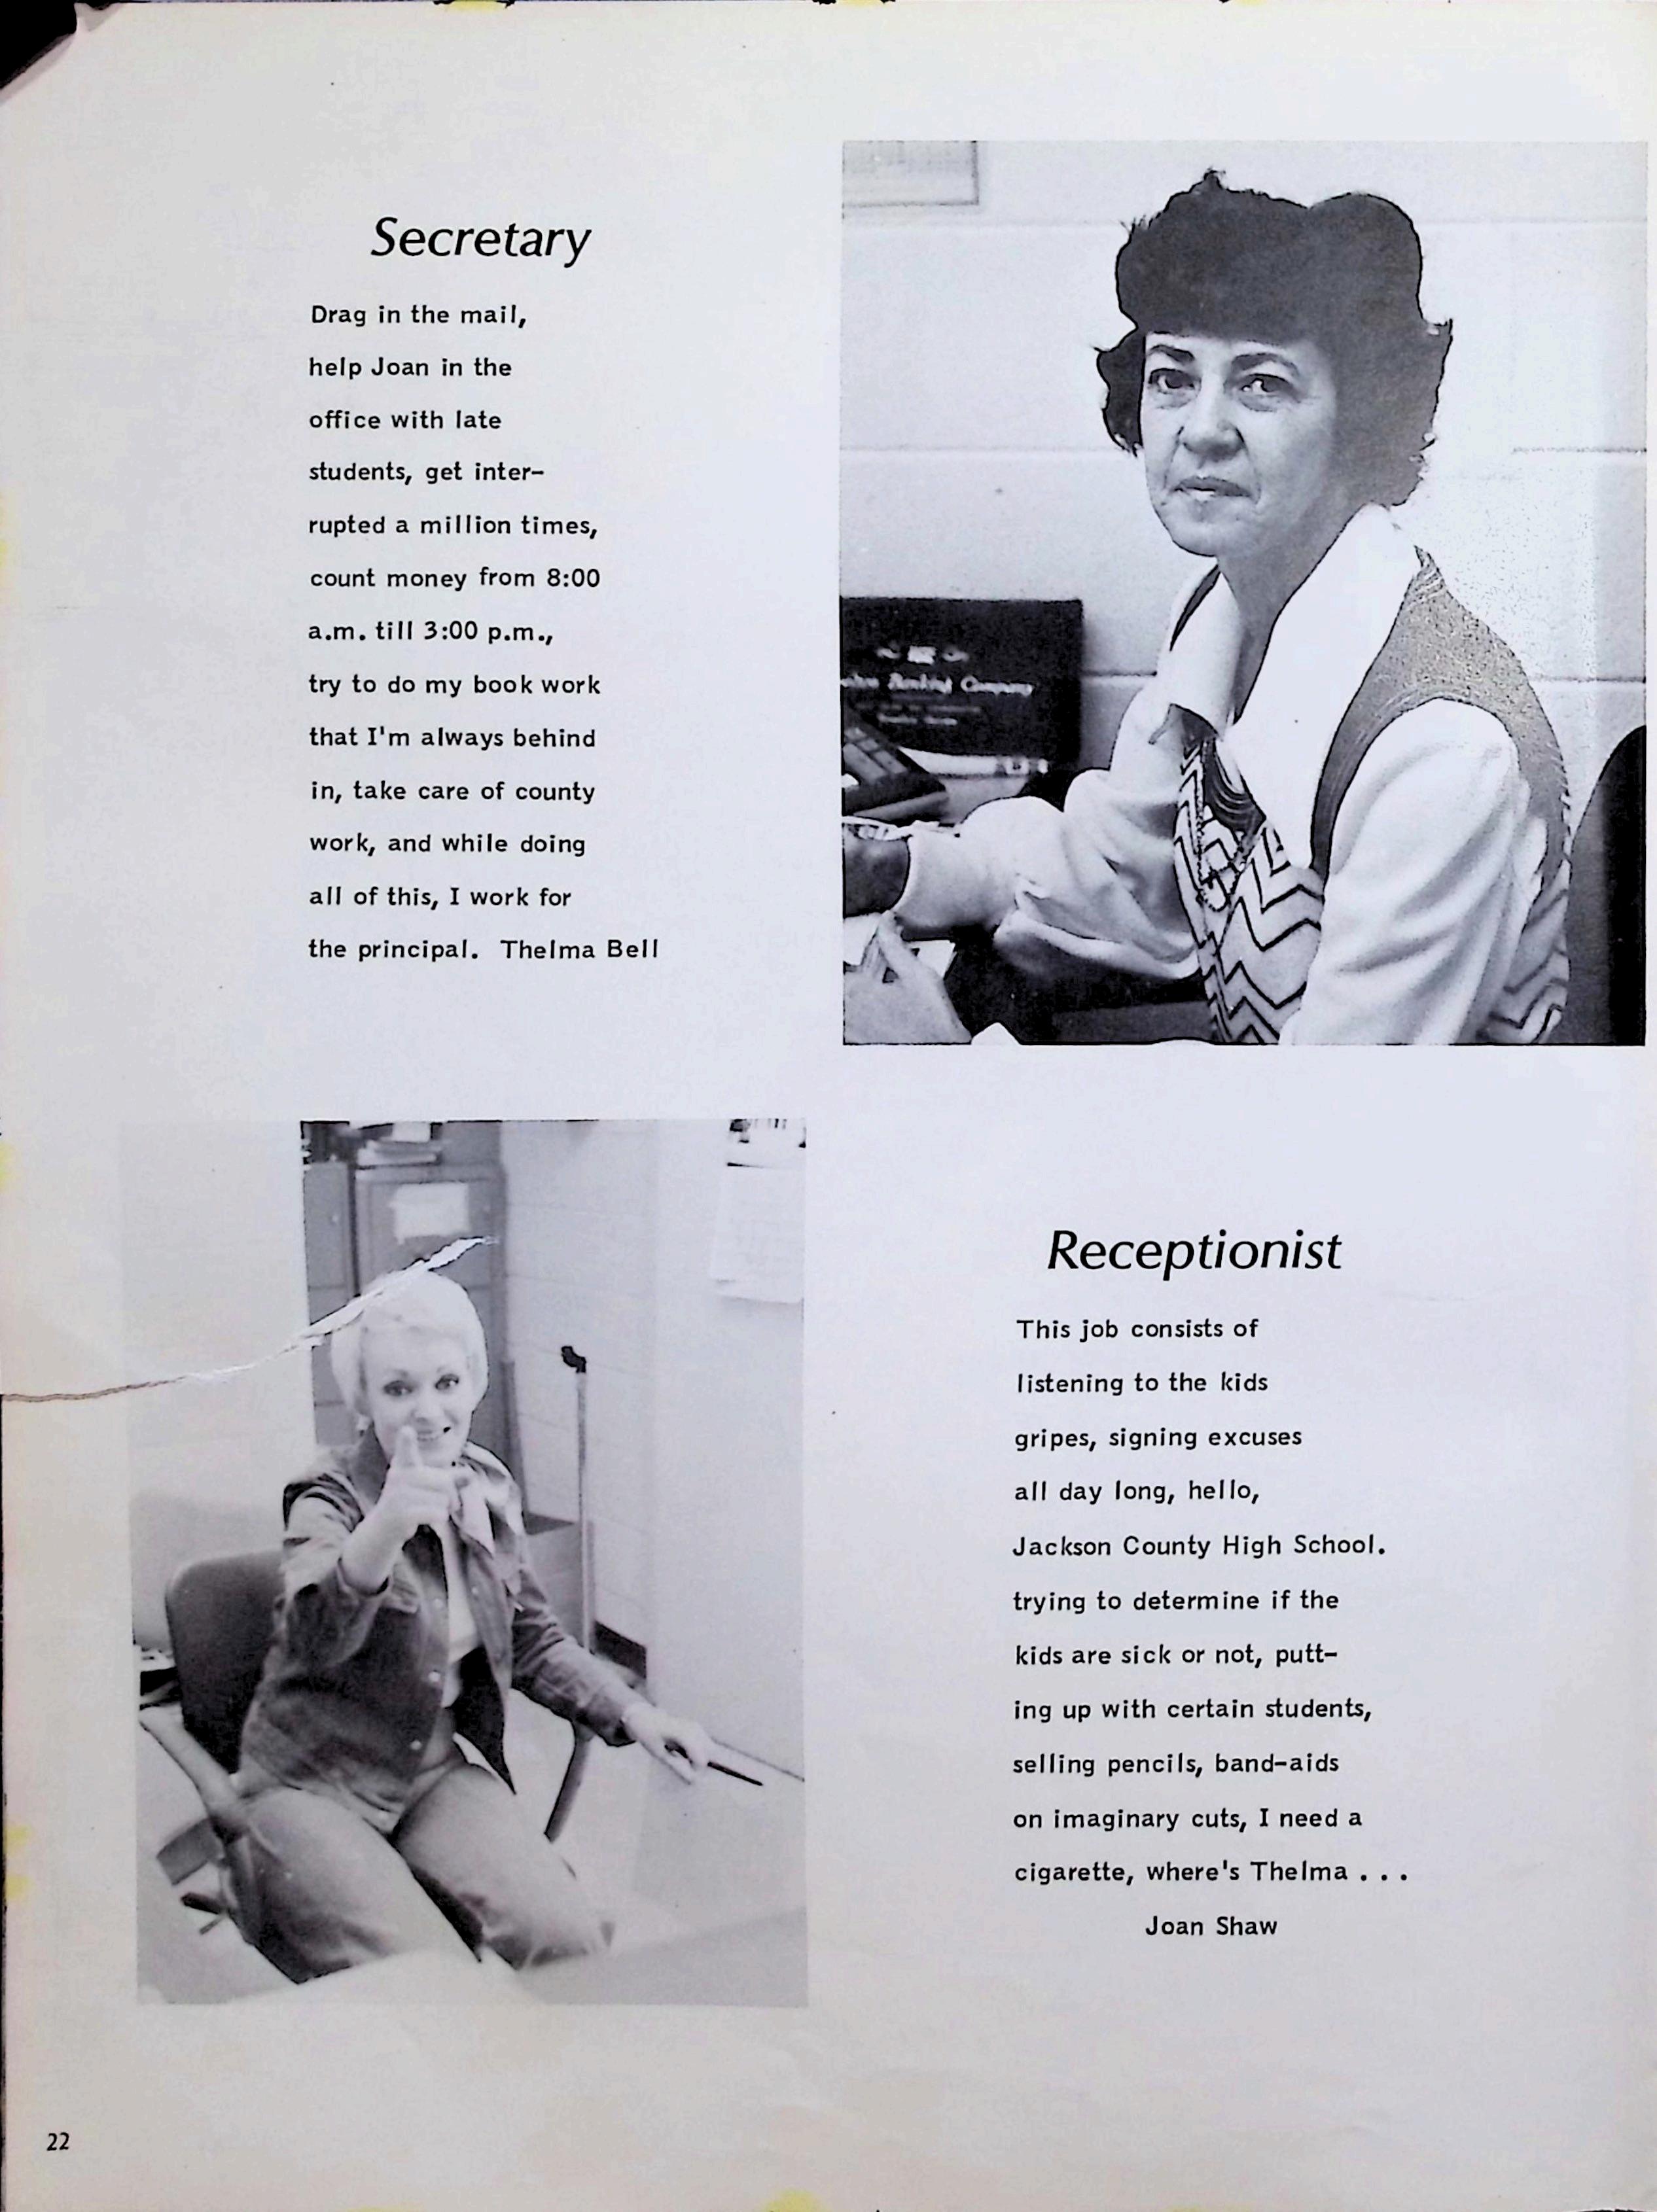 Secretary
Drag in the mail,
help Joan in the
office with late
students, get inter-
rupted a million times,
count money from 8:00
a.m. till 3:00 p.m.,
try to do my book work
that I'm always behind
in, take care of county
work, and while doing
all of this, I work for
the principal. Thelma Bell
Banking Company
Receptionist
This job consists of
listening to the kids
gripes, signing excuses
all day long, hello,
Jackson County High School.
trying to determine if the
kids are sick or not, putt-
ing up with certain students,
selling pencils, band-aids
on imaginary cuts, I need a
cigarette, where's Thelma . . .
Joan Shaw
22